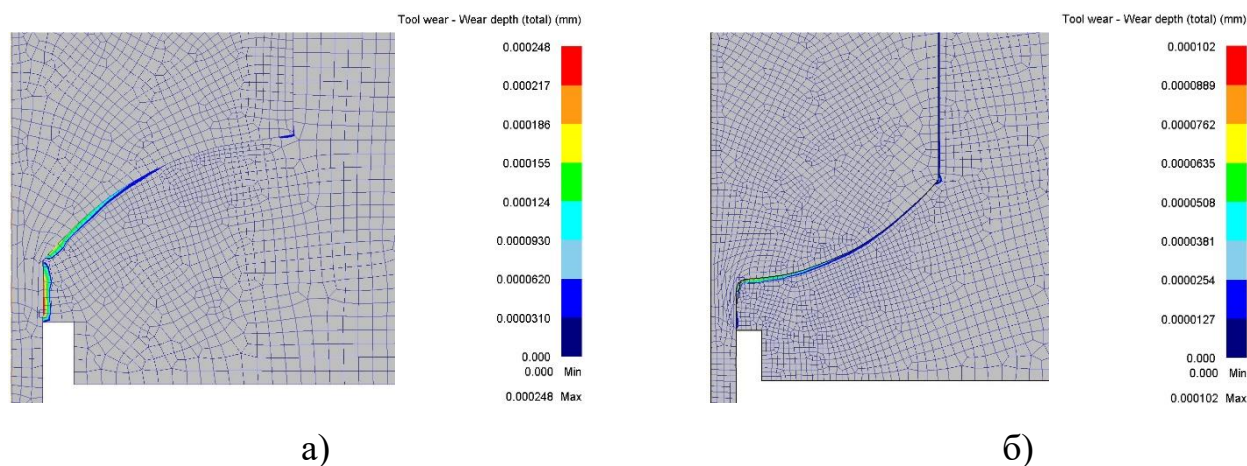 Tool wear - Wear depth (total) (mm)
0.000248
0.000217
0.000186
0.000155
0.000124
0.0000930
0.0000620
0.0000310
0.000
0.000 Min
0.000248 Max
а)
Tool wear - Wear depth (total) (mm)
0.000102
0.0000889
0.0000762
0.0000635
0.0000508
0.0000381
0.0000254
0.0000127
0.000
0.000 Min
0.000102 Max
б)